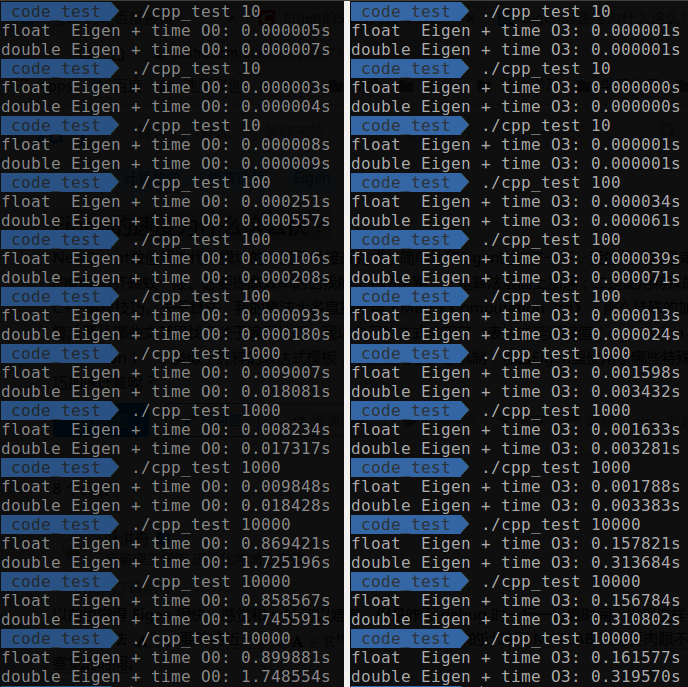 code test ./cpp_test 10
float  Eigen + time O0: 0.000005s
double Eigen + time O0: 0.000007s
code test ./cpp_test 10
float  Eigen + time O0: 0.000003s
double Eigen + time O0: 0.000004s
code test ./cpp_test 10
float  Eigen + time O0: 0.000008s
double Eigen + time O0: 0.000009s
code test ./cpp_test 100
float  Eigen + time O0: 0.000251s
double Eigen + time O0: 0.000557s
code test ./cpp_test 100
float  Eigen + time O0: 0.000106s
double Eigen + time O0: 0.000208s
code test ./cpp_test 100
float  Eigen + time O0: 0.000093s
double Eigen + time O0: 0.000180s
code test ./cpp_test 1000
float  Eigen + time O0: 0.009007s
double Eigen + time O0: 0.018081s
code test ./cpp_test 1000
float  Eigen + time O0: 0.008234s
double Eigen + time O0: 0.017317s
code test ./cpp_test 1000
float  Eigen + time O0: 0.009848s
double Eigen + time O0: 0.018428s
code test ./cpp_test 10000
float  Eigen + time O0: 0.869421s
double Eigen + time O0: 1.725196s
code test ./cpp_test 10000
float  Eigen + time O0: 0.858567s
double Eigen + time O0: 1.745591s
code test ./cpp_test 10000
float  Eigen + time O0: 0.899881s
double Eigen + time O0: 1.748554s
code test ./cpp_test 10
float  Eigen + time O3: 0.000001s
double Eigen + time O3: 0.000001s
code test ./cpp_test 10
float  Eigen + time O3: 0.000000s
double Eigen + time O3: 0.000000s
code test ./cpp_test 10
float  Eigen + time O3: 0.000001s
double Eigen + time O3: 0.000001s
code test ./cpp_test 100
float  Eigen + time O3: 0.000034s
double Eigen + time O3: 0.000061s
code test ./cpp_test 100
float  Eigen + time O3: 0.000039s
double Eigen + time O3: 0.000071s
code test ./cpp_test 100
float  Eigen + time O3: 0.000013s
double Eigen + time O3: 0.000024s
code test ./cpp_test 1000
float  Eigen + time O3: 0.001598s
double Eigen + time O3: 0.003432s
code test ./cpp_test 1000
float  Eigen + time O3: 0.001633s
double Eigen + time O3: 0.003281s
code test ./cpp_test 1000
float  Eigen + time O3: 0.001788s
double Eigen + time O3: 0.003383s
code test ./cpp_test 10000
float  Eigen + time O3: 0.157821s
double Eigen + time O3: 0.313684s
code test ./cpp_test 10000
float  Eigen + time O3: 0.156784s
double Eigen + time O3: 0.310802s
code test ./cpp_test 10000
float  Eigen + time O3: 0.161577s
double Eigen + time O3: 0.319570s